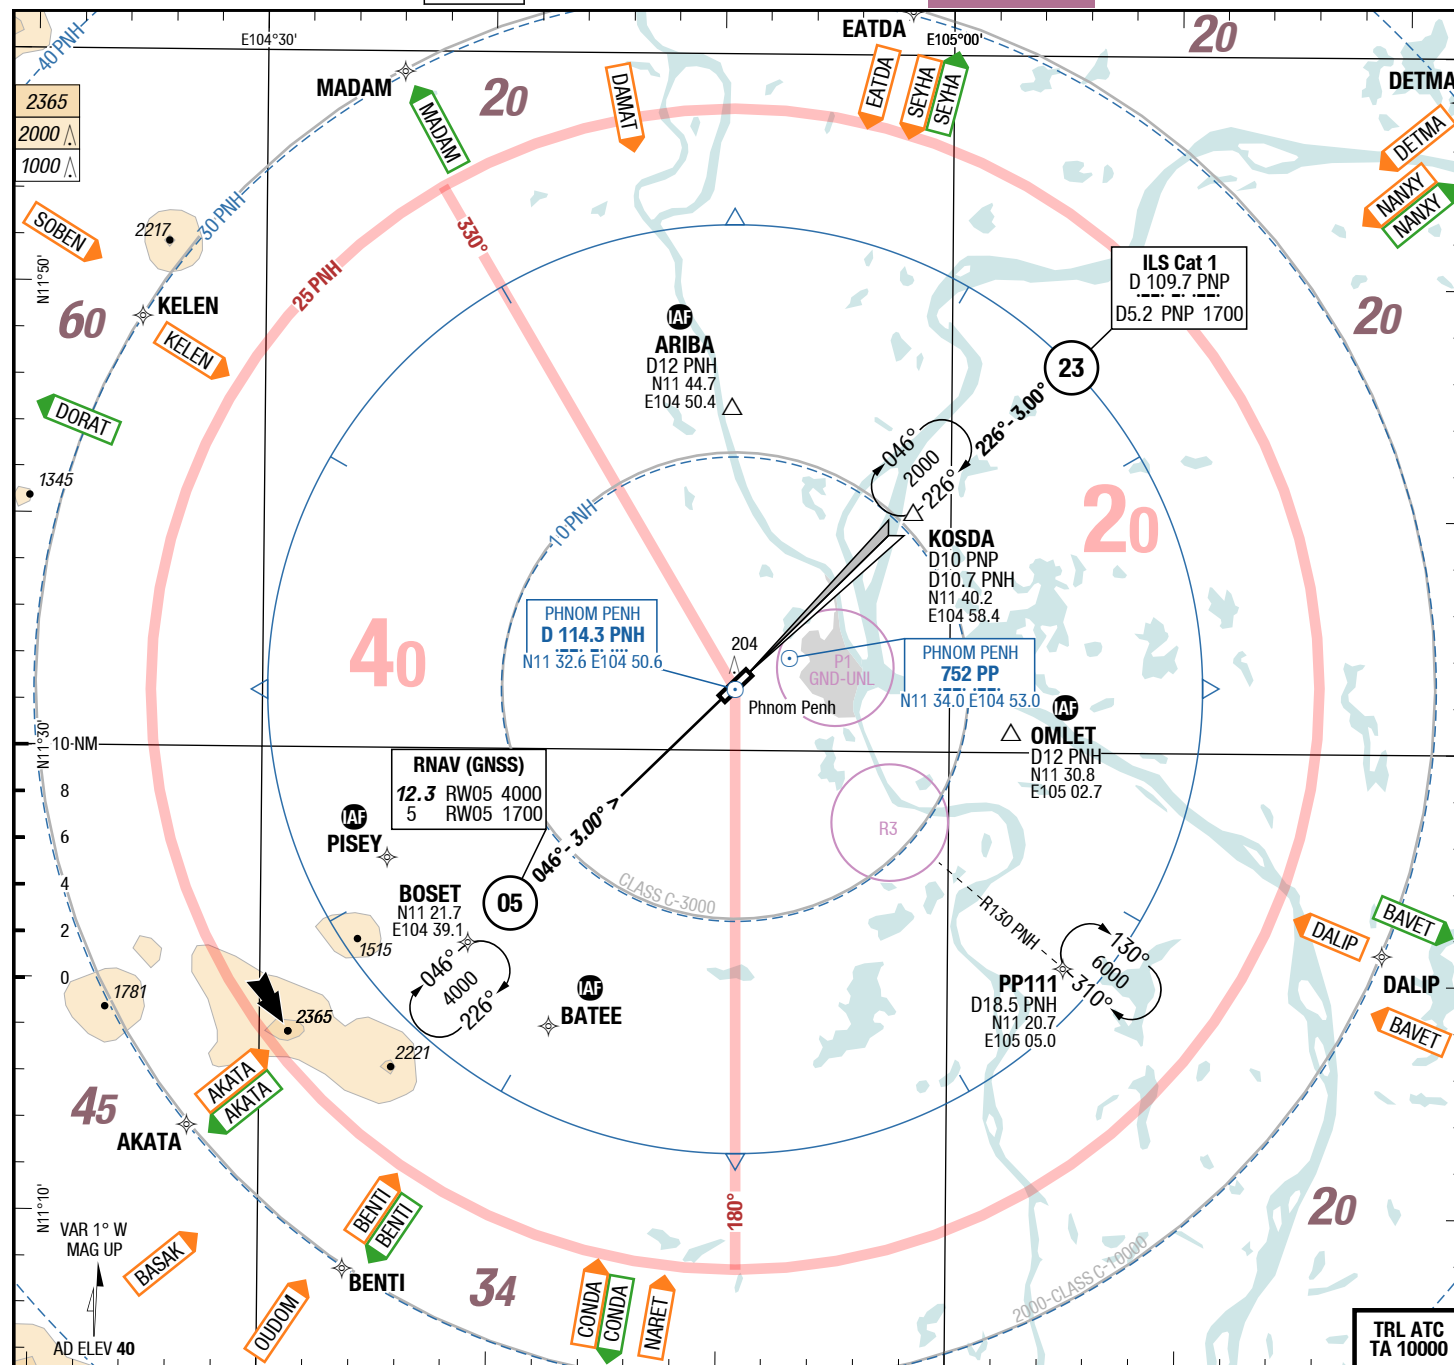 EATDA
E104°30'
E105°00'
20
40 PNH
MADAM
20
DETMA
2365
2000
1000
DAMAT
EATDA
SEYHA
SEYHA
MADAM
DETMA
NANXY
NANXY
SOBEN
2217
30 PNH
330°
25 PNH
N11°50'
KELEN
60
KELEN
ILS Cat 1
D 109.7 PNP
D5.2 PNP 1700
20
IAF
ARIBA
D12 PNH
N11 44.7
E104 50.4
23
226°- 3.00°
DORAT
046°
2000
226°
1345
10 PNH
20
KOSDA
D10 PNP
D10.7 PNH
N11 40.2
E104 58.4
40
PHNOM PENH
D 114.3 PNH
N11 32.6 E104 50.6
204
P1
GND-UNL
PHNOM PENH
752 PP
N11 34.0 E104 53.0
Phnom Penh
IAF
OMLET
D12 PNH
N11 30.8
E105 02.7
N11°30'
10-NM
8
6
4
2
0
RNAV (GNSS)
12.3 RW05 4000
5 RW05 1700
IAF
PISEY
046°- 3.00° >
R3
CLASS C-3000
BOSET
N11 21.7
E104 39.1
05
R130 PNH
1515
046°
4000
226°
IAF
BATEE
130°
6000
310°
PP111
D18.5 PNH
N11 20.7
E105 05.0
DALIP
BAVET
DALIP
BAVET
1781
2365
2221
AKATA
AKATA
45
AKATA
N11°10'
BENTI
BENTI
180°
20
VAR 1° W
MAG UP
BASAK
BENTI
34
2000-CLASS C-10000
OUDOM
CONDA
CONDA
NARET
AD ELEV 40
TRL ATC
TA 10000